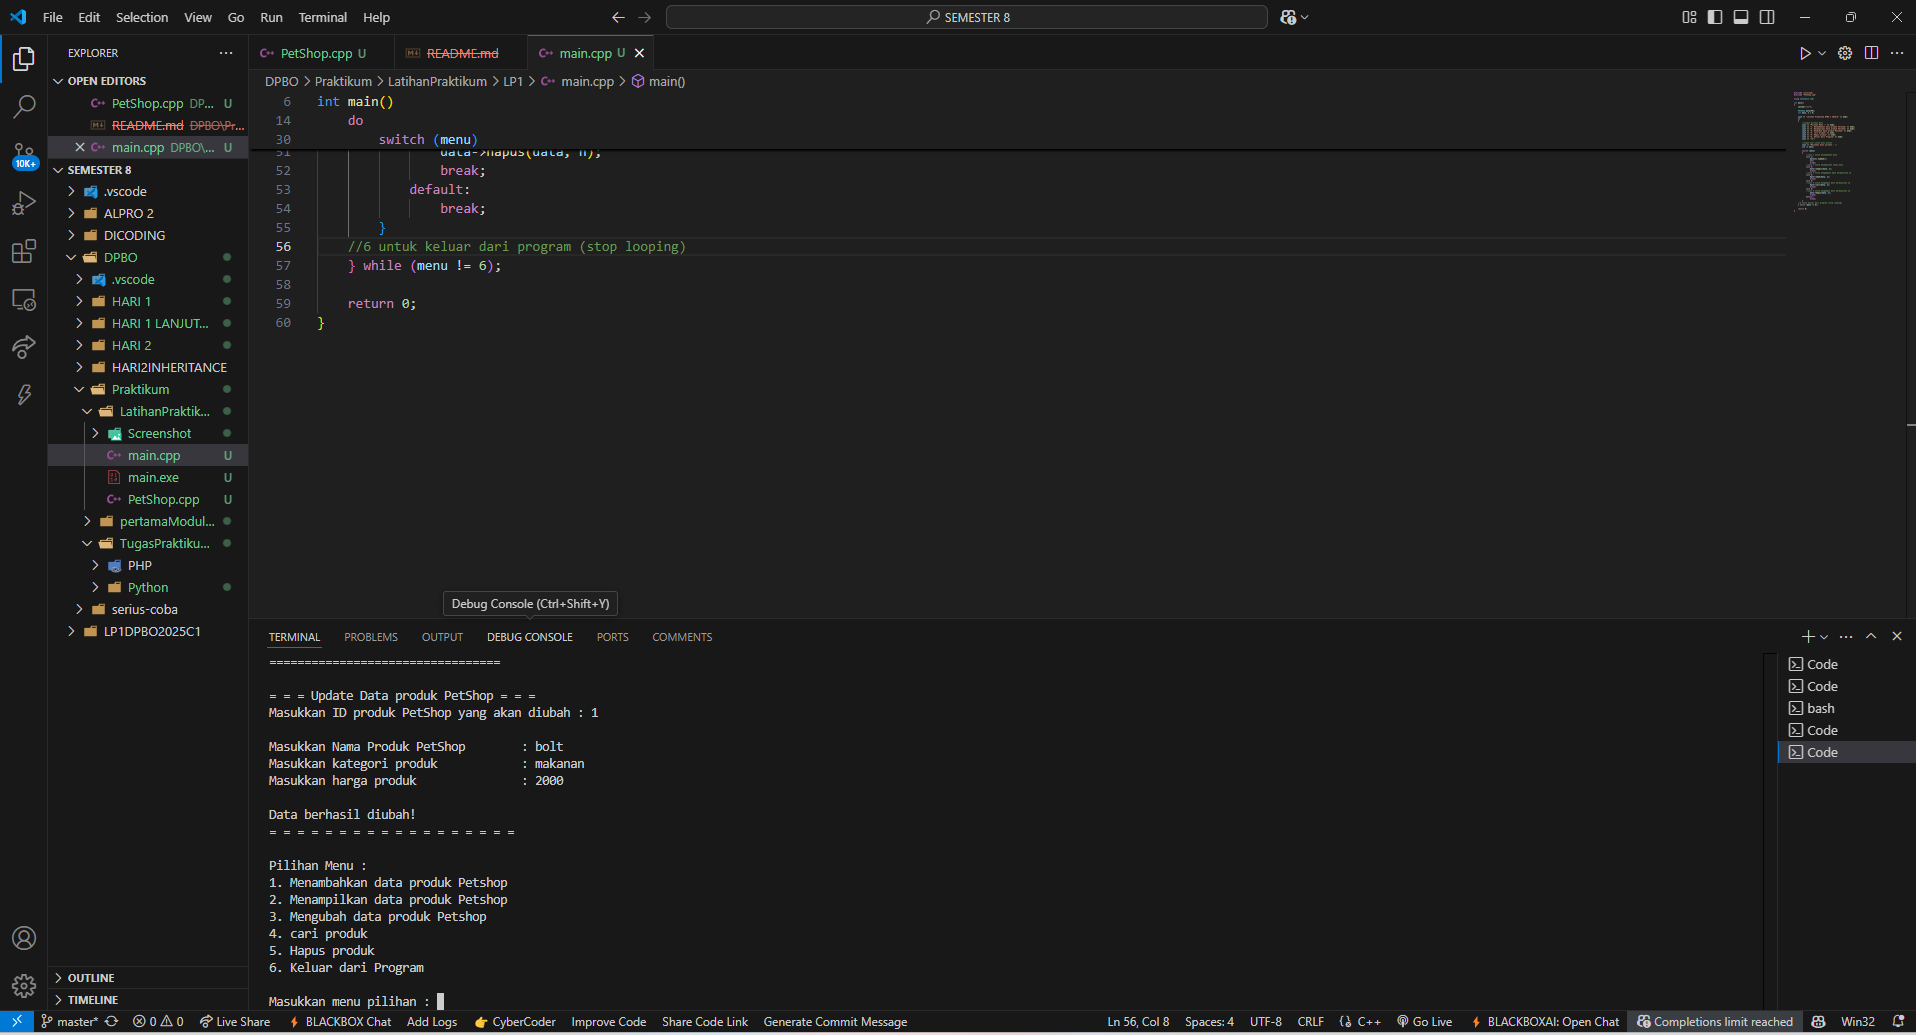 File Edit Selection View Go Run Terminal Help
SEMESTER 8
EXPLORER
OPEN EDITORS
PetShop.cpp DP... U
README.md DPBO\Pr...
main.cpp DPBO\... U
SEMESTER 8
.vscode
ALPRO 2
DICODING
DPBO
.vscode
HARI 1
HARI 1 LANJUT...
HARI 2
HARI2INHERITANCE
Praktikum
LatihanPraktik...
Screenshot
main.cpp U
main.exe U
PetShop.cpp U
pertamaModul...
TugasPraktiku...
PHP
Python
serius-coba
LP1DPBO2025C1
OUTLINE
TIMELINE
10K+
PetShop.cpp U
README.md
main.cpp U
DPBO > Praktikum > LatihanPraktikum > LP1 > main.cpp > main()
6 int main()
14 do
30 switch (menu)
51 data->hapus(data, n);
52 break;
53 default:
54 break;
55 }
56 //6 untuk keluar dari program (stop looping)
57 } while (menu != 6);
58
59 return 0;
60 }
Debug Console (Ctrl+Shift+Y)
TERMINAL PROBLEMS OUTPUT DEBUG CONSOLE PORTS COMMENTS
=================================
= = = Update Data produk PetShop = = =
Masukkan ID produk PetShop yang akan diubah : 1
Masukkan Nama Produk PetShop : bolt
Masukkan kategori produk : makanan
Masukkan harga produk : 2000
Data berhasil diubah!
= = = = = = = = = = = = = = = = = =
Pilihan Menu :
1. Menambahkan data produk Petshop
2. Menampilkan data produk Petshop
3. Mengubah data produk Petshop
4. cari produk
5. Hapus produk
6. Keluar dari Program
Masukkan menu pilihan :
Code
Code
bash
Code
Code
master* 0 0 Live Share BLACKBOX Chat Add Logs CyberCoder Improve Code Share Code Link Generate Commit Message Ln 56, Col 8 Spaces: 4 UTF-8 CRLF {} C++ Go Live BLACKBOXAI: Open Chat Completions limit reached Win32